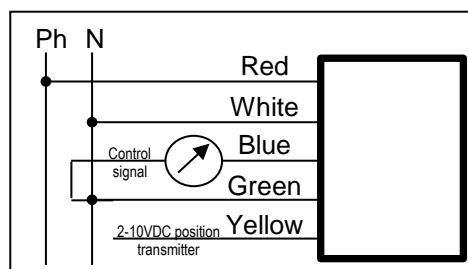 Ph N
Red
White
Control
signal
Blue
Green
2-10VDC position
transmitter
Yellow